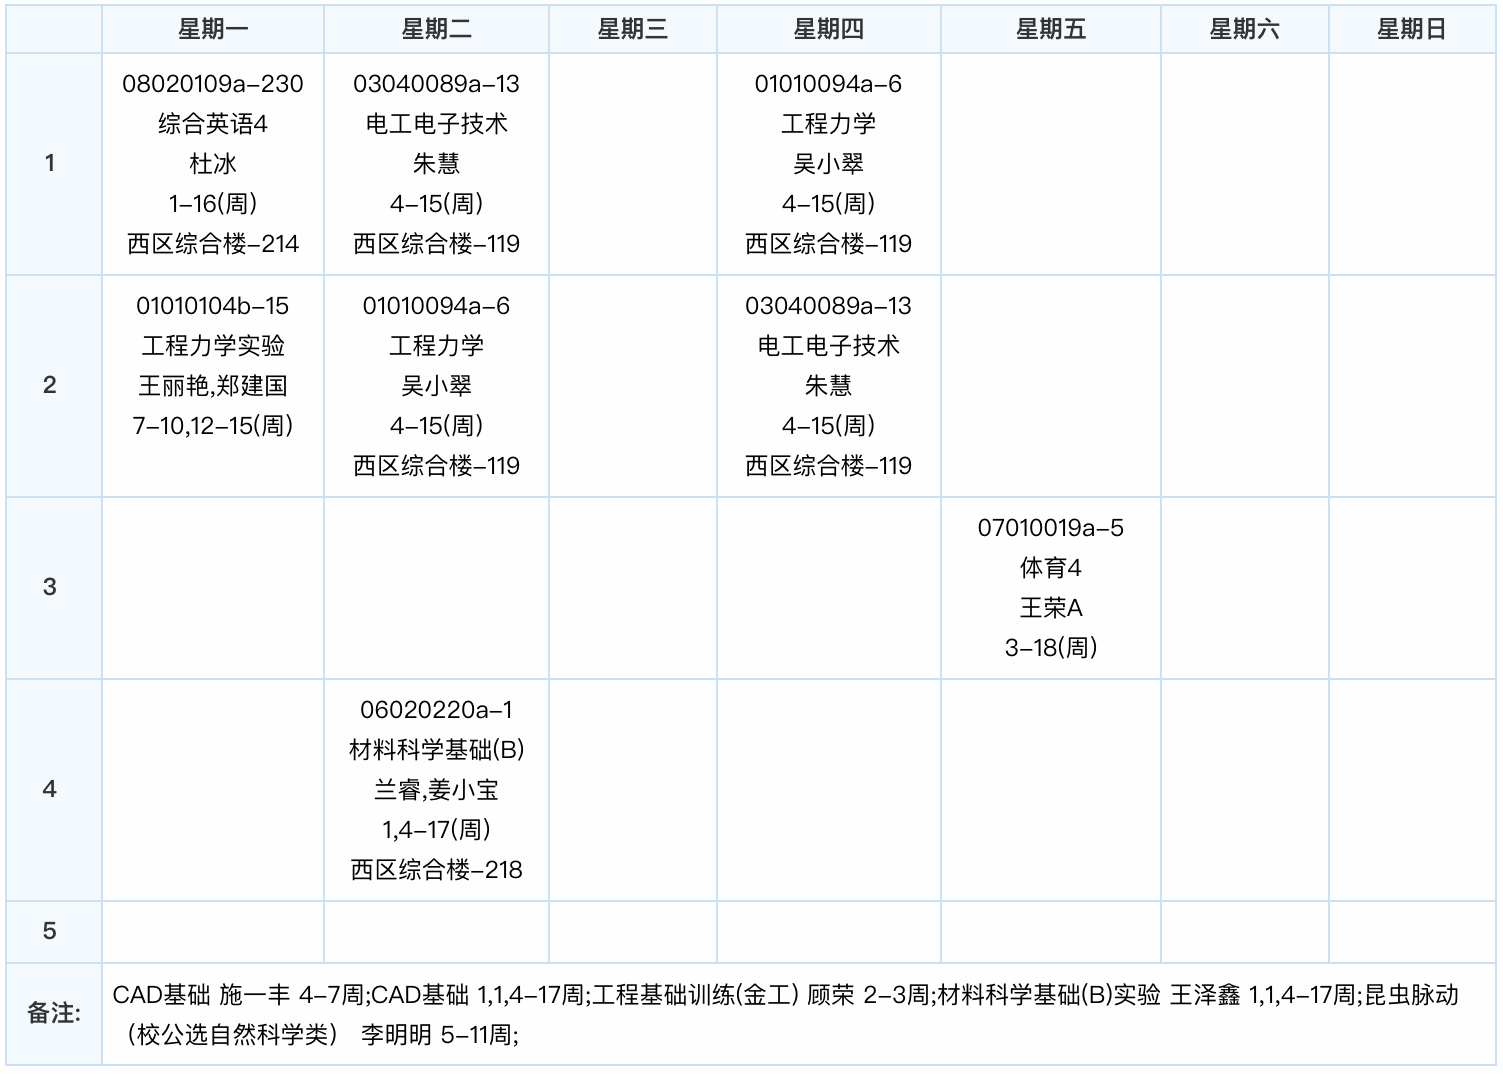 星期一 星期二 星期三 星期四 星期五 星期六 星期日
1
08020109a-230
综合英语4
杜冰
1-16(周)
西区综合楼-214
03040089a-13
电工电子技术
朱慧
4-15(周)
西区综合楼-119
01010094a-6
工程力学
吴小翠
4-15(周)
西区综合楼-119
2
01010104b-15
工程力学实验
王丽艳,郑建国
7-10,12-15(周)
01010094a-6
工程力学
吴小翠
4-15(周)
西区综合楼-119
03040089a-13
电工电子技术
朱慧
4-15(周)
西区综合楼-119
3
07010019a-5
体育4
王荣A
3-18(周)
4
06020220a-1
材料科学基础(B)
兰睿,姜小宝
1,4-17(周)
西区综合楼-218
5
备注:
CAD基础 施一丰 4-7周;CAD基础 1,1,4-17周;工程基础训练(金工) 顾荣 2-3周;材料科学基础(B)实验 王泽鑫 1,1,4-17周;昆虫脉动
（校公选自然科学类） 李明明 5-11周;